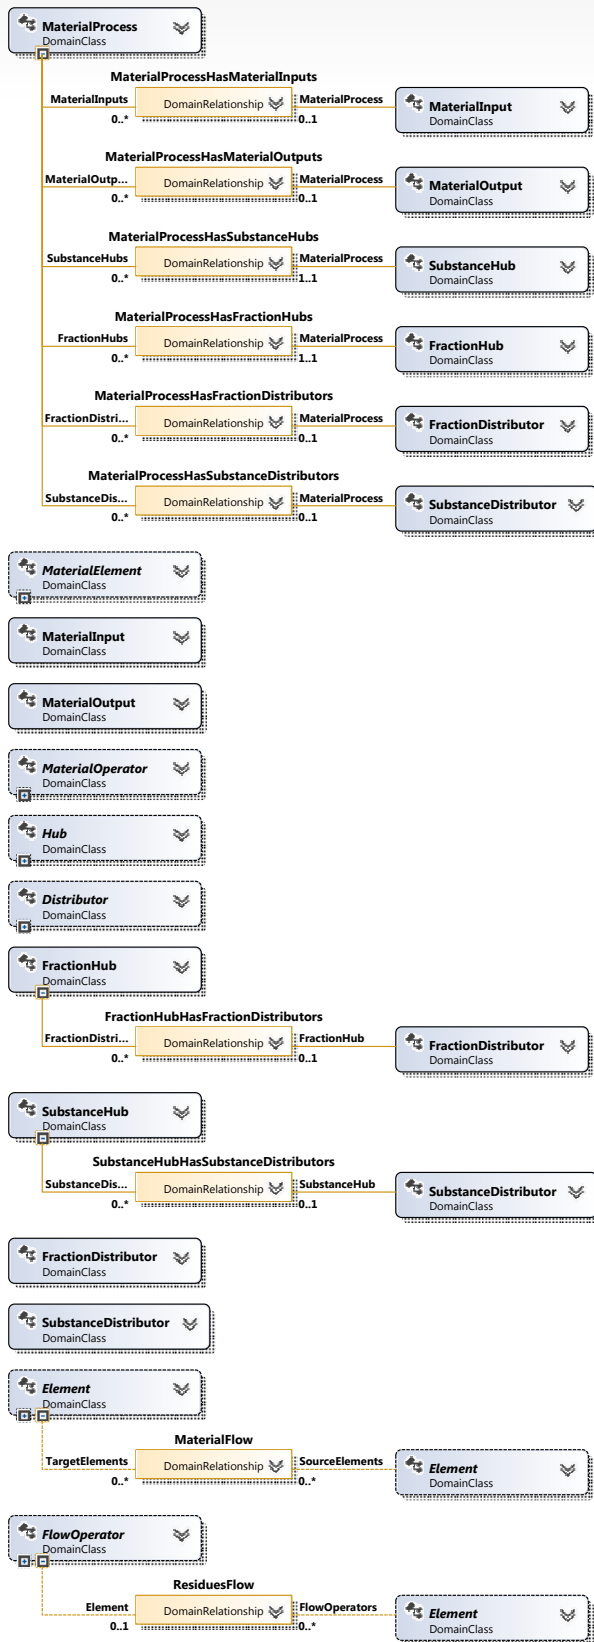 MaterialProcess
DomainClass
MaterialProcessHasMaterialInputs
MaterialInputs
DomainRelationship
MaterialProcess
0..*
0..1
MaterialInput
DomainClass
MaterialProcessHasMaterialOutputs
MaterialOutp...
DomainRelationship
MaterialProcess
0..*
0..1
MaterialOutput
DomainClass
MaterialProcessHasSubstanceHubs
SubstanceHubs
DomainRelationship
MaterialProcess
0..*
1..1
SubstanceHub
DomainClass
MaterialProcessHasFractionHubs
FractionHubs
DomainRelationship
MaterialProcess
0..*
1..1
FractionHub
DomainClass
MaterialProcessHasFractionDistributors
FractionDistri...
DomainRelationship
MaterialProcess
0..*
0..1
FractionDistributor
DomainClass
MaterialProcessHasSubstanceDistributors
SubstanceDis...
DomainRelationship
MaterialProcess
0..*
0..1
SubstanceDistributor
DomainClass
MaterialElement
DomainClass
MaterialInput
DomainClass
MaterialOutput
DomainClass
MaterialOperator
DomainClass
Hub
DomainClass
Distributor
DomainClass
FractionHub
DomainClass
FractionHubHasFractionDistributors
FractionDistri...
DomainRelationship
FractionHub
0..*
0..1
FractionDistributor
DomainClass
SubstanceHub
DomainClass
SubstanceHubHasSubstanceDistributors
SubstanceDis...
DomainRelationship
SubstanceHub
0..*
0..1
SubstanceDistributor
DomainClass
FractionDistributor
DomainClass
SubstanceDistributor
DomainClass
Element
DomainClass
MaterialFlow
TargetElements
DomainRelationship
SourceElements
0..*
0..*
Element
DomainClass
FlowOperator
DomainClass
ResiduesFlow
Element
DomainRelationship
FlowOperators
0..1
0..*
Element
DomainClass